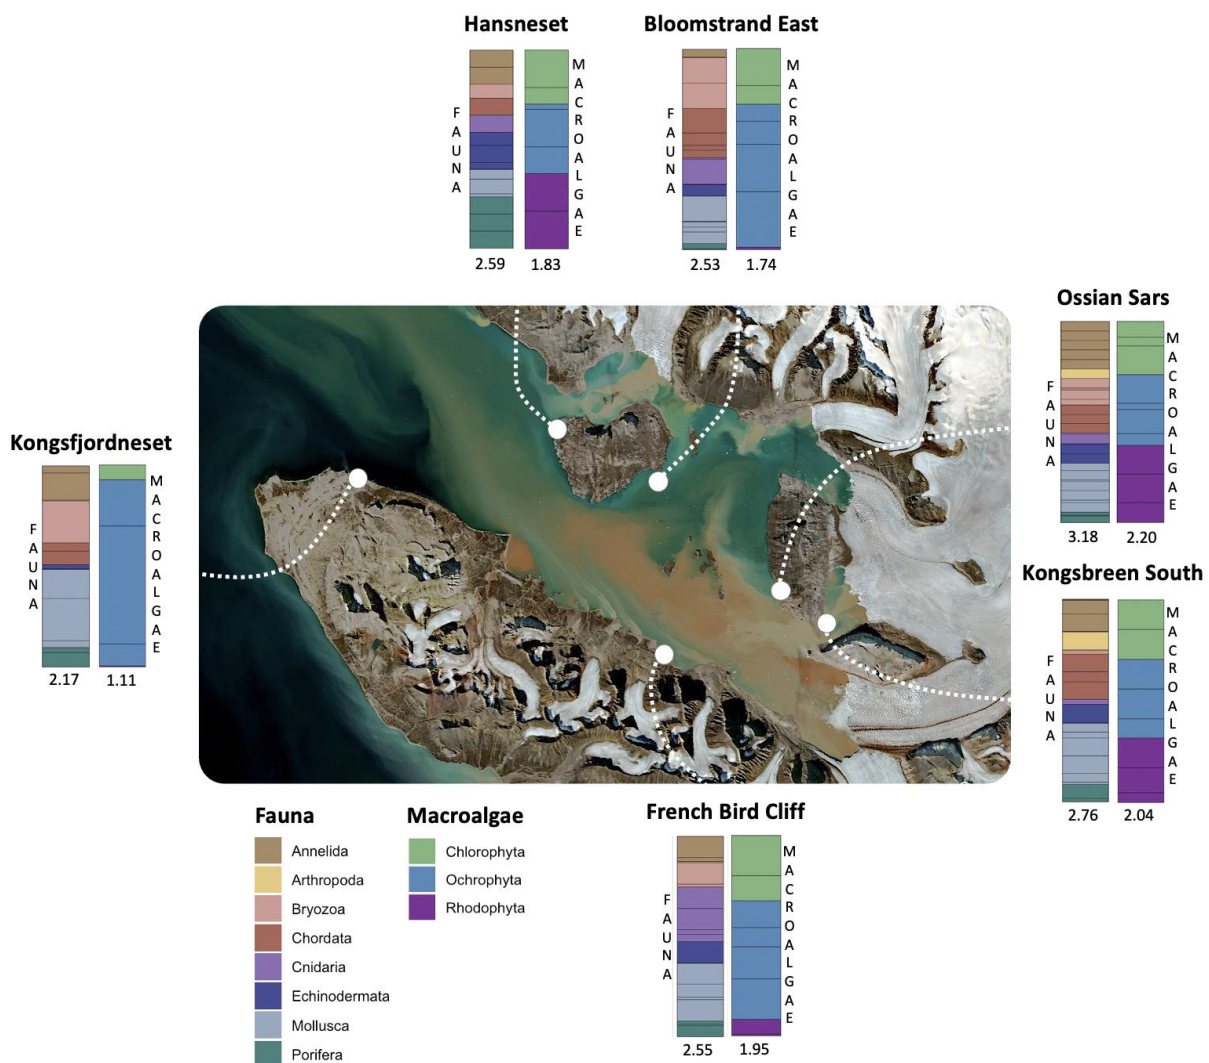 Hansneset
Bloomstrand East
FAUNA
MACROALGAE
2.59
1.83
FAUNA
MACROALGAE
2.53
1.74
Ossian Sars
FAUNA
MACROALGAE
3.18
2.20
Kongsfjordneset
FAUNA
MACROALGAE
2.17
1.11
Kongsbreen South
FAUNA
MACROALGAE
2.76
2.04
French Bird Cliff
FAUNA
MACROALGAE
2.55
1.95
Fauna
Annelida
Arthropoda
Bryozoa
Chordata
Cnidaria
Echinodermata
Mollusca
Porifera
Macroalgae
Chlorophyta
Ochrophyta
Rhodophyta